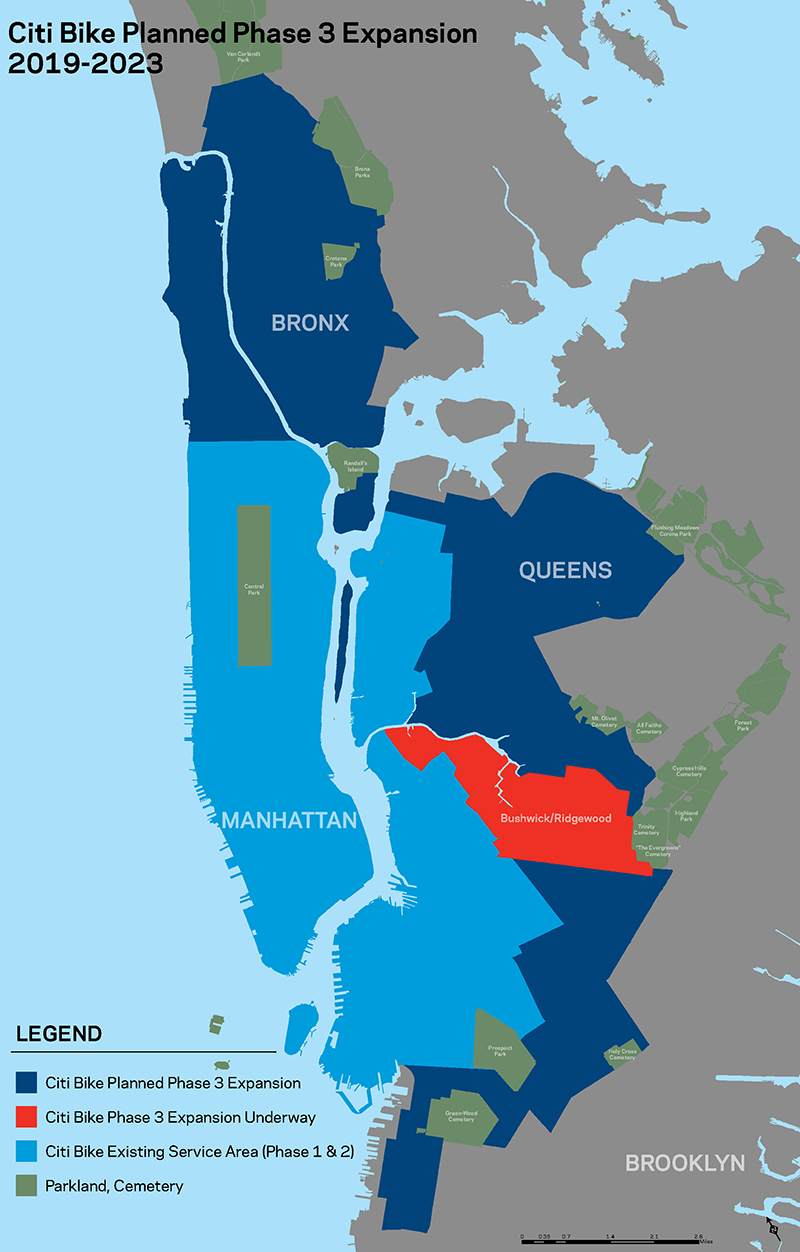 Citi Bike Planned Phase 3 Expansion
2019-2023
Van Cortlandt
Park
Bronx
Parks
Crotona
Park
BRONX
Randall's
Island
Flushing Meadows
Corona Park
QUEENS
Central
Park
Mt. Olivet
Cemetery
All Faiths
Cemetery
Forest
Park
Cypress Hills
Cemetery
Highland
Park
MANHATTAN
Bushwick/Ridgewood
Trinity
Cemetery
"The Evergreens"
Cemetery
LEGEND
Citi Bike Planned Phase 3 Expansion
Citi Bike Phase 3 Expansion Underway
Citi Bike Existing Service Area (Phase 1 & 2)
Parkland, Cemetery
Prospect
Park
Holy Cross
Cemetery
Green-Wood
Cemetery
BROOKLYN
0 0.35 0.7 1.4 2.1 2.8
Miles